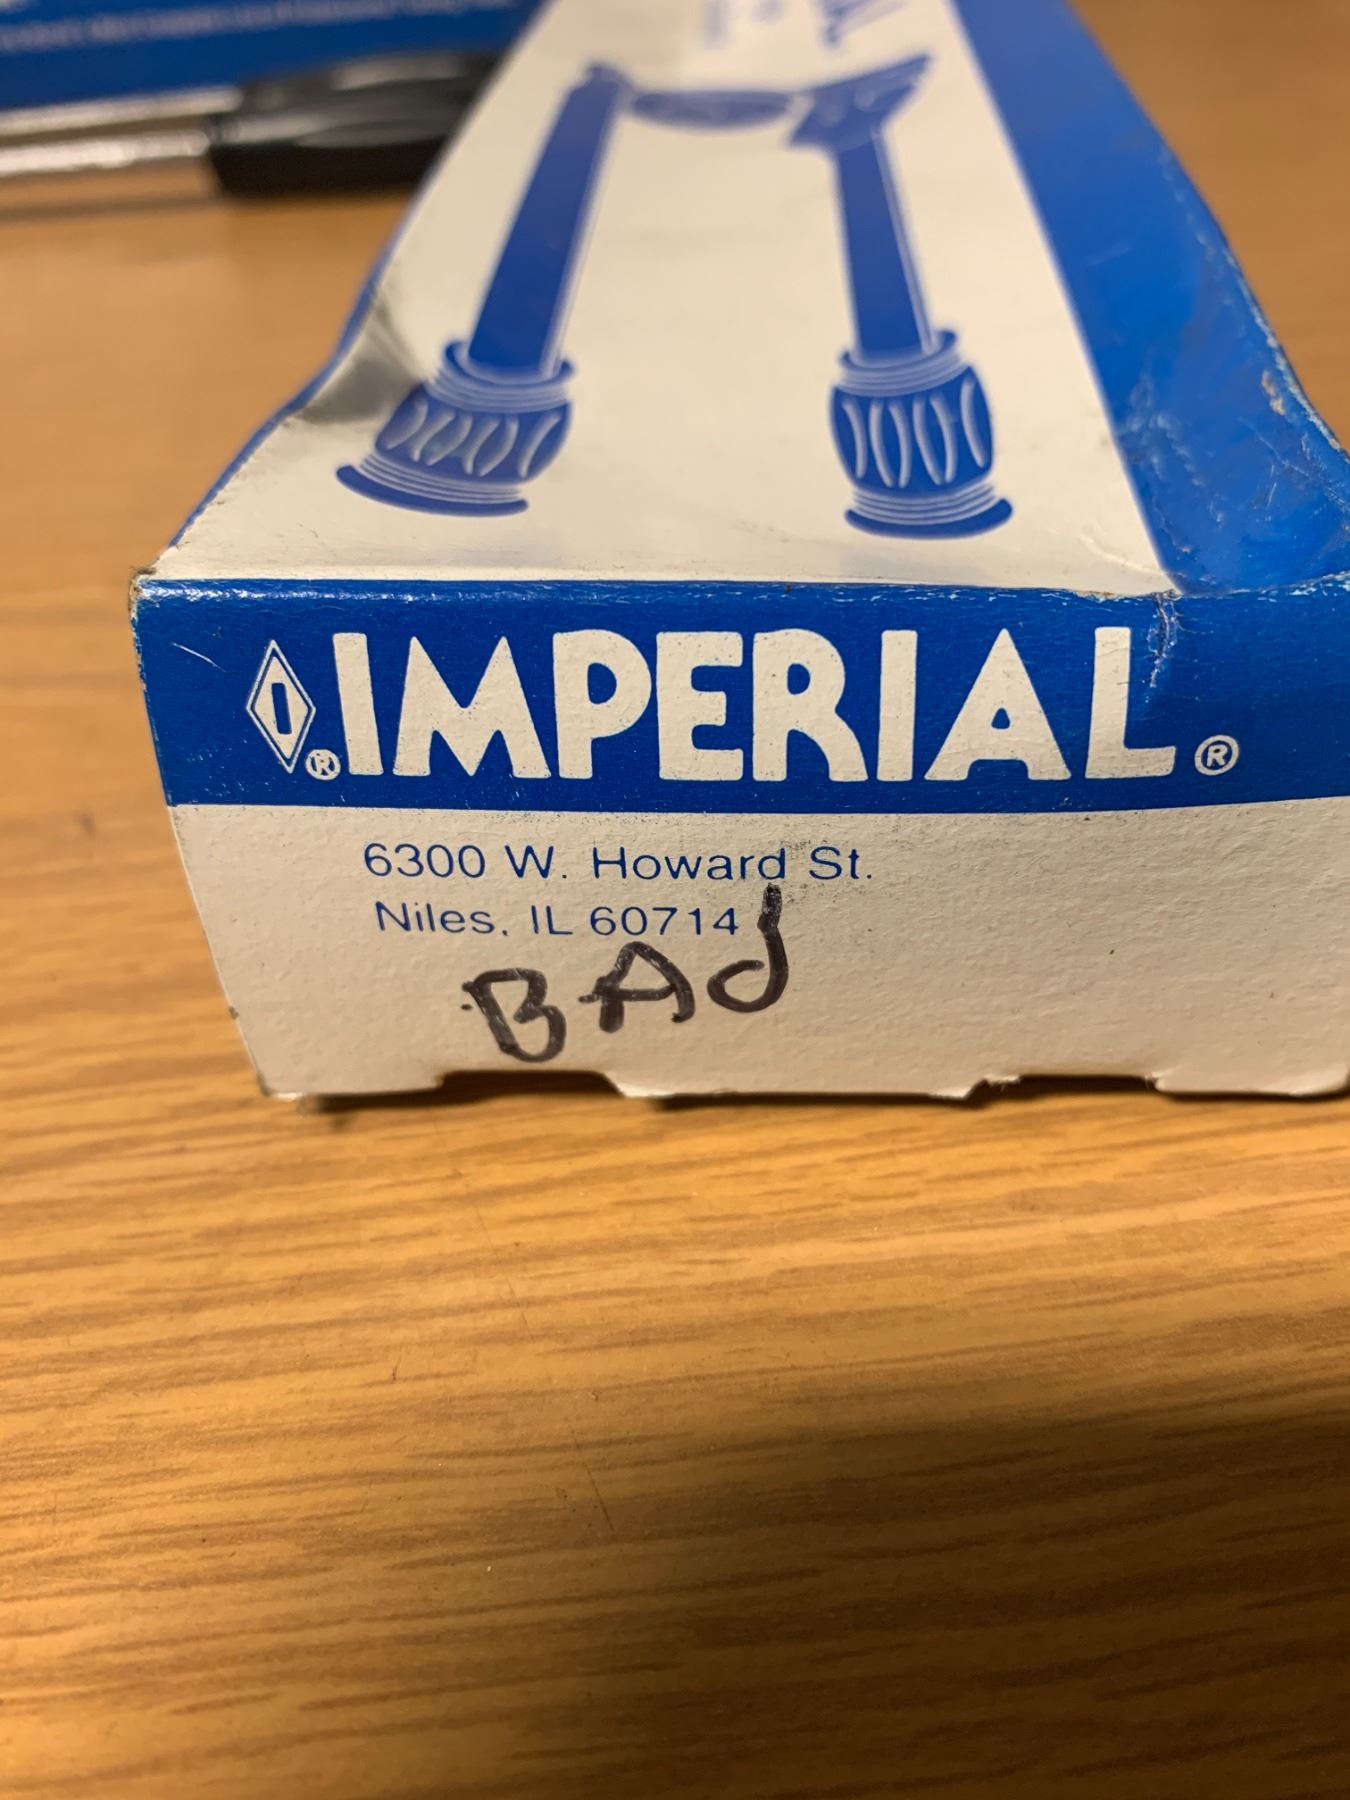 IMPERIAL®
6300 W. Howard St.
Niles, IL 60714
BAd